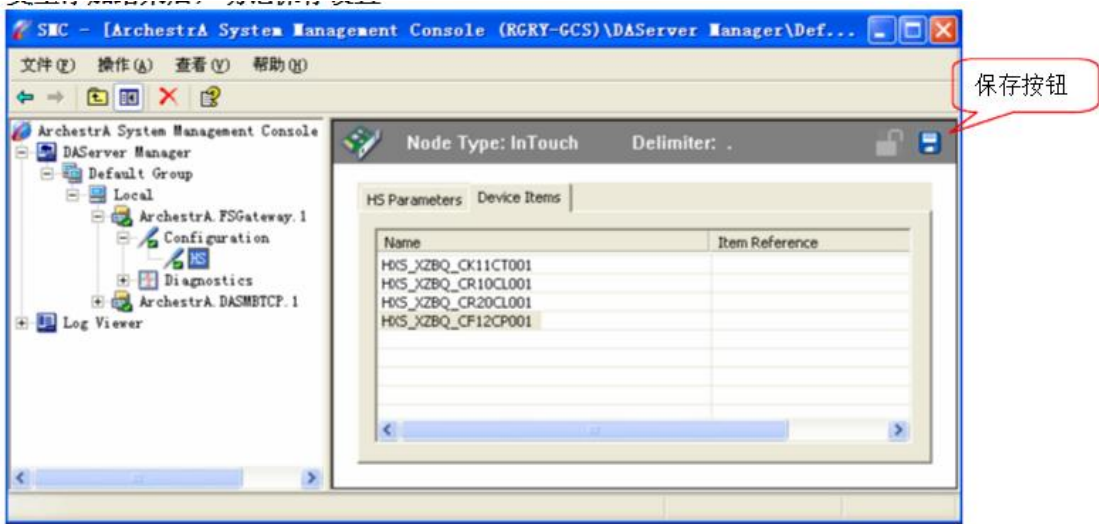 SMC - [ArchestrA System Management Console (RGRY-GCS)\DAServer Manager\Def...
文件(F) 操作(A) 查看(V) 帮助(H)
保存按钮
ArchestrA System Management Console
DAServer Manager
Default Group
Local
ArchestrA.FSGateway.1
Configuration
HS
Diagnostics
ArchestrA.DASMBTCP.1
Log Viewer
Node Type: InTouch Delimiter: .
HS Parameters Device Items
Name Item Reference
HXS_XZBQ_CK11CT001
HXS_XZBQ_CR10CL001
HXS_XZBQ_CR20CL001
HXS_XZBQ_CF12CP001